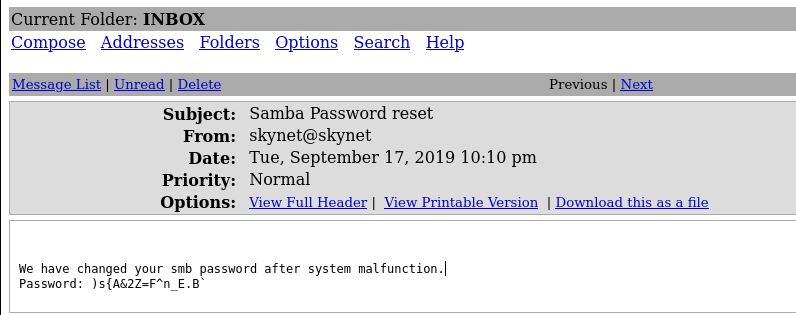 Current Folder: INBOX
Compose Addresses Folders Options Search Help
Message List | Unread | Delete Previous | Next
Subject: Samba Password reset
From: skynet@skynet
Date: Tue, September 17, 2019 10:10 pm
Priority: Normal
Options: View Full Header | View Printable Version | Download this as a file
We have changed your smb password after system malfunction.
Password: )s{A&2Z=F^n_E.B`